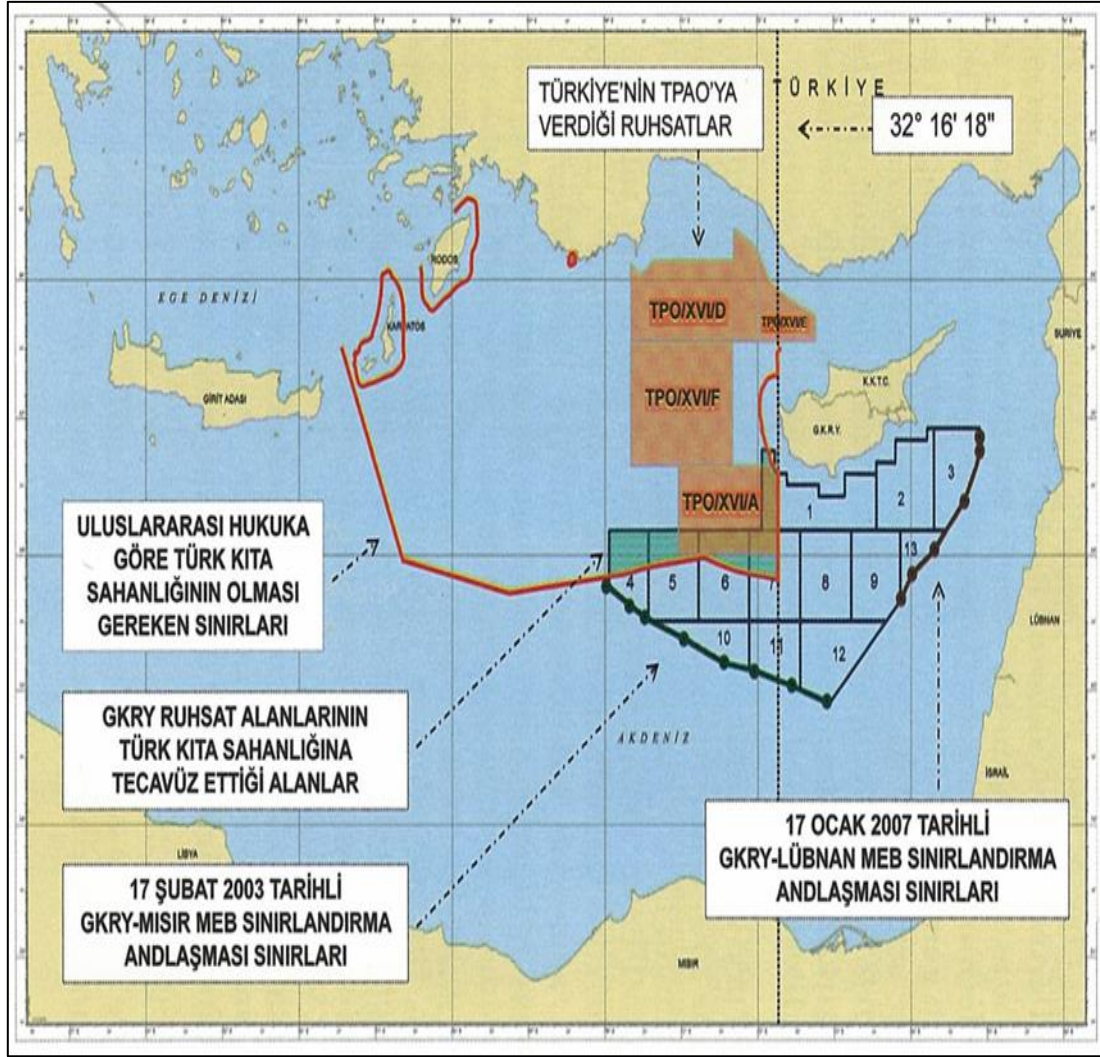 TÜRKİYE'NİN TPAO'YA
VERDİĞİ RUHSATLAR
TÜRKİYE
32° 16' 18"
RODOS
EGE DENİZİ
TPO/XVI/D
TPO/XVI/E
SURİYE
GİRİT ADASI
TPO/XVI/F
K.K.T.C.
G.K.R.Y.
TPO/XVI/A
1
2
3
ULUSLARARASI HUKUKA
GÖRE TÜRK KITA
SAHANLIĞININ OLMASI
GEREKEN SINIRLARI
4
5
6
7
8
9
13
10
11
12
LÜBNAN
GKRY RUHSAT ALANLARININ
TÜRK KITA SAHANLIĞINA
TECAVÜZ ETTİĞİ ALANLAR
AKDENİZ
İSRAİL
LİBYA
17 ŞUBAT 2003 TARİHLİ
GKRY-MISIR MEB SINIRLANDIRMA
ANDLAŞMASI SINIRLARI
17 OCAK 2007 TARİHLİ
GKRY-LÜBNAN MEB SINIRLANDIRMA
ANDLAŞMASI SINIRLARI
MISIR